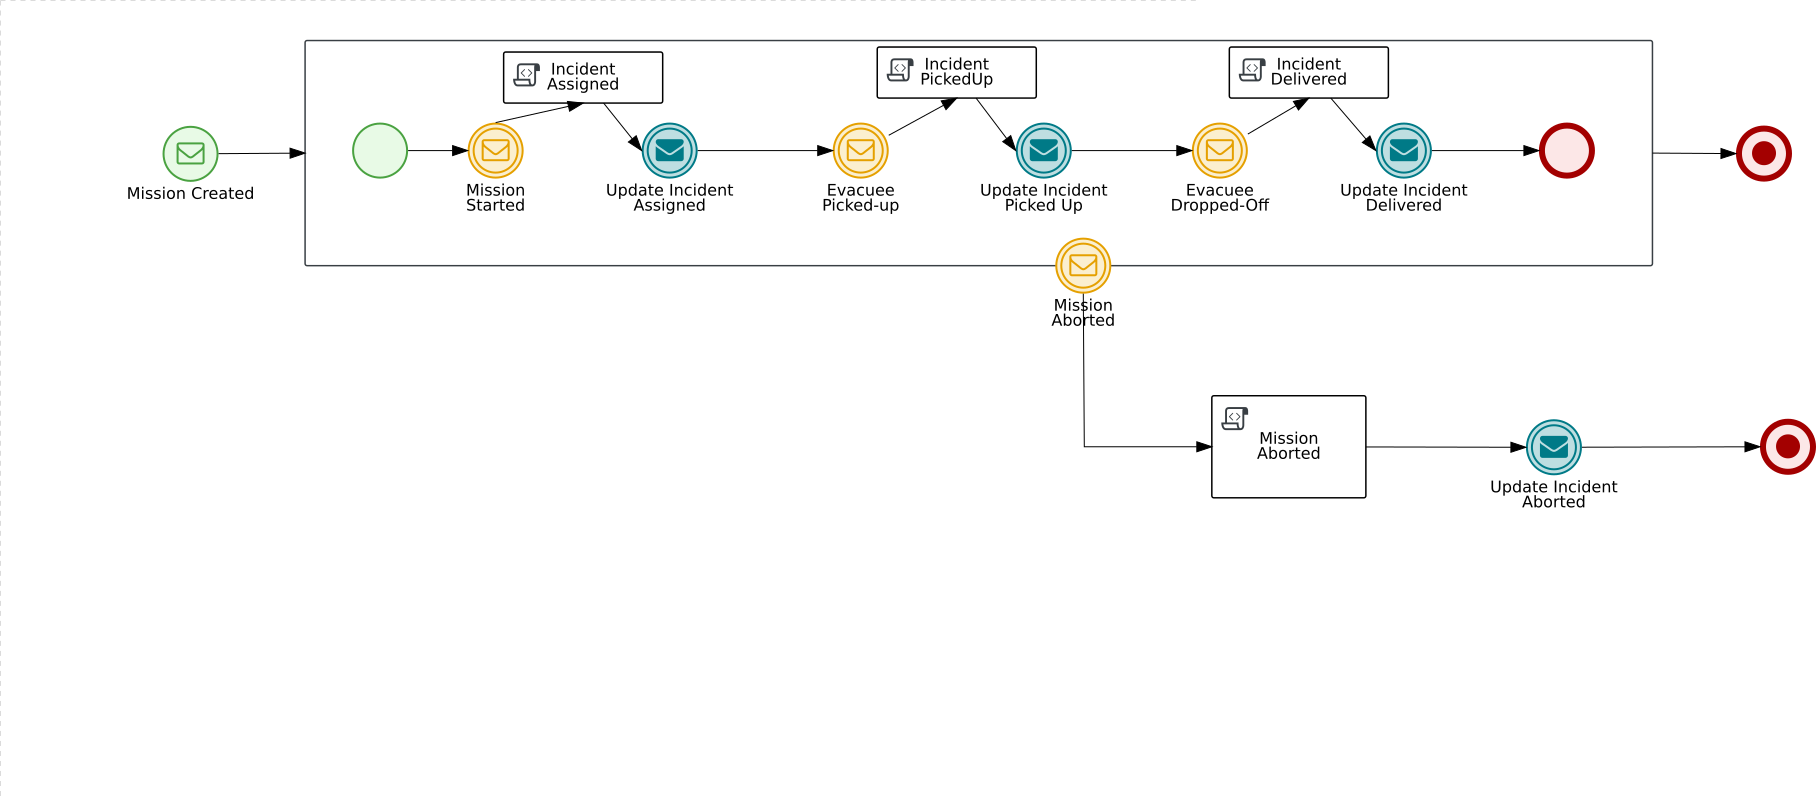 Incident
Assigned
Incident
PickedUp
Incident
Delivered
Mission Created
Mission
Started
Update Incident
Assigned
Evacuee
Picked-up
Update Incident
Picked Up
Evacuee
Dropped-Off
Update Incident
Delivered
Mission
Aborted
Mission
Aborted
Update Incident
Aborted